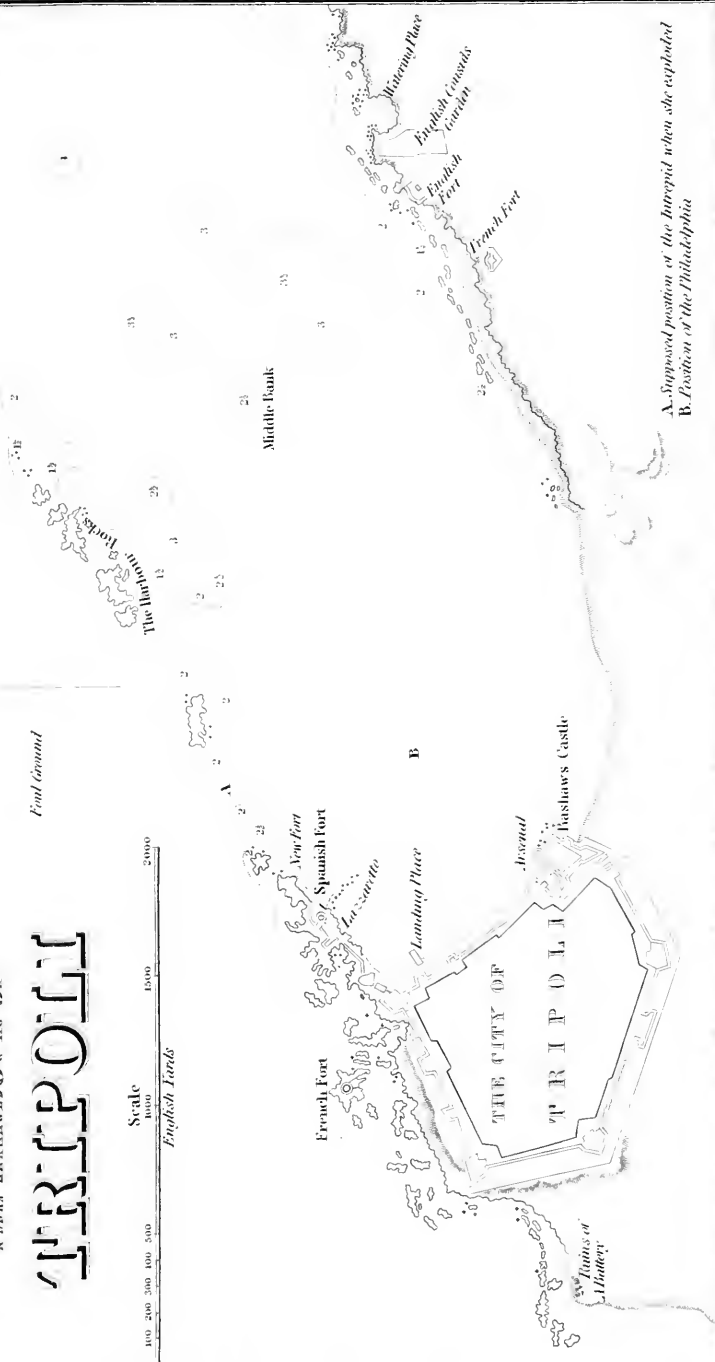 TRIPOLI
Scale
English Yards
100 200 300 400 500 1000 1500 2000
Foul Ground
The Harbour
Rocks
Middle Bank
Watering Place
English Consuls
Garden
English
Fort
French Fort
New Fort
Spanish Fort
Lazzaretto
Landing Place
French Fort
A
B
Arsenal
Bashaw's Castle
THE CITY OF
TRIPOLI
Ruins of
A Battery
A. Supposed position of the Intrepid when she exploded
B. Position of the Philadelphia